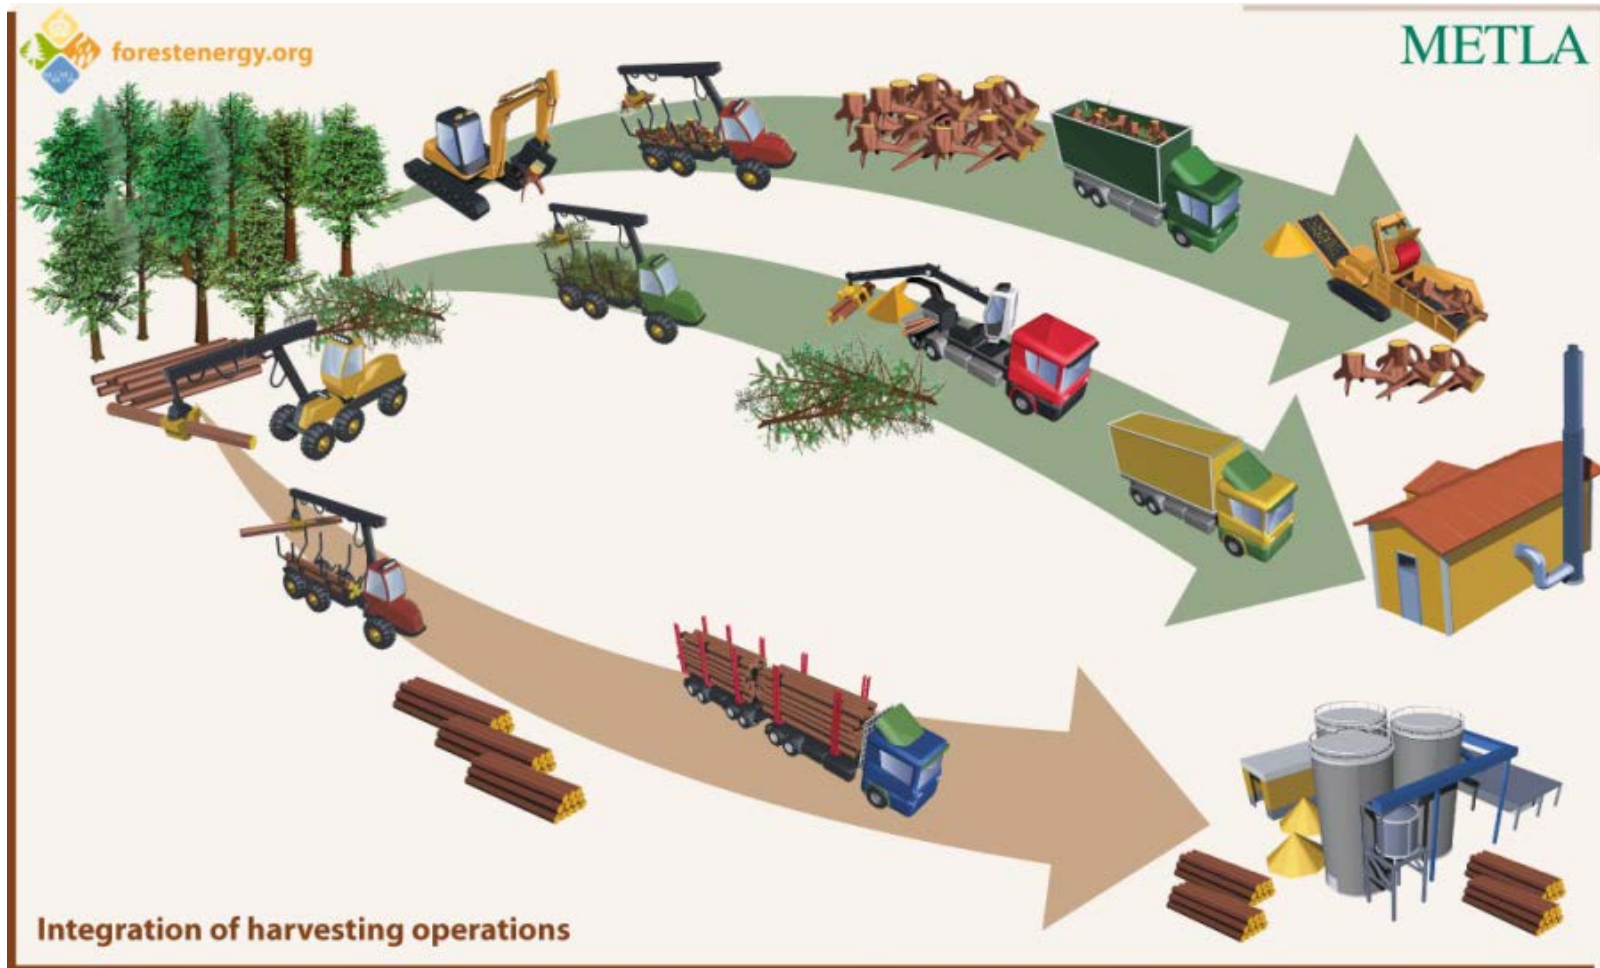 forestenergy.org
METLA
Integration of harvesting operations